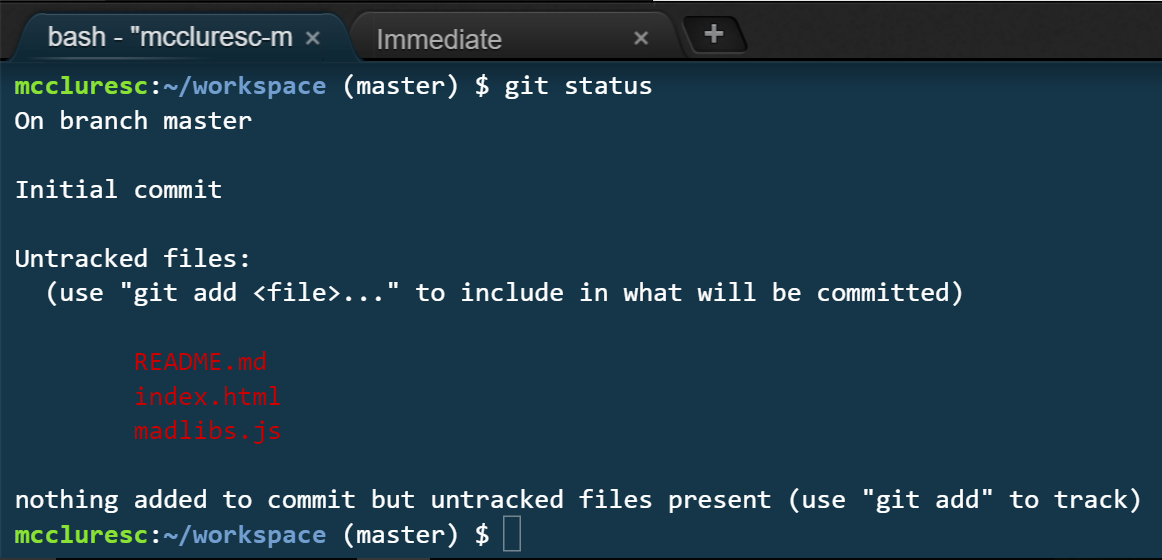 bash - "mccluresc-m × Immediate × +
mccluresc:~/workspace (master) $ git status
On branch master
Initial commit
Untracked files:
(use "git add <file>..." to include in what will be committed)
README.md
index.html
madlibs.js
nothing added to commit but untracked files present (use "git add" to track)
mccluresc:~/workspace (master) $